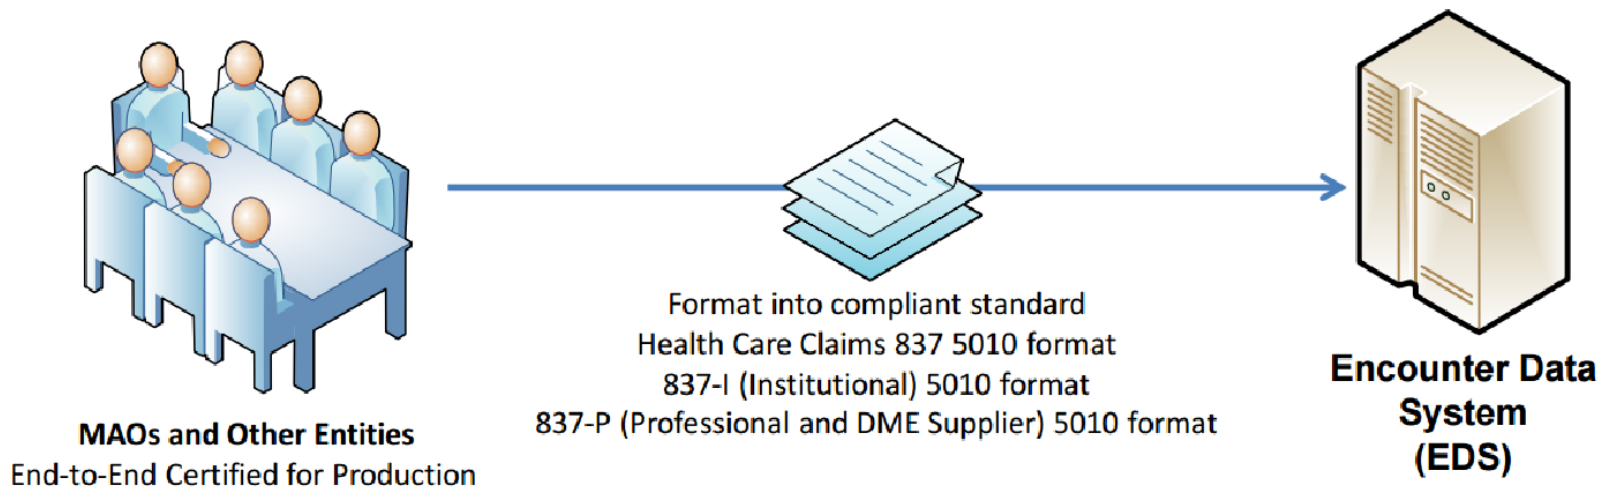 MAOs and Other Entities
End-to-End Certified for Production
Format into compliant standard
Health Care Claims 837 5010 format
837-I (Institutional) 5010 format
837-P (Professional and DME Supplier) 5010 format
Encounter Data
System
(EDS)